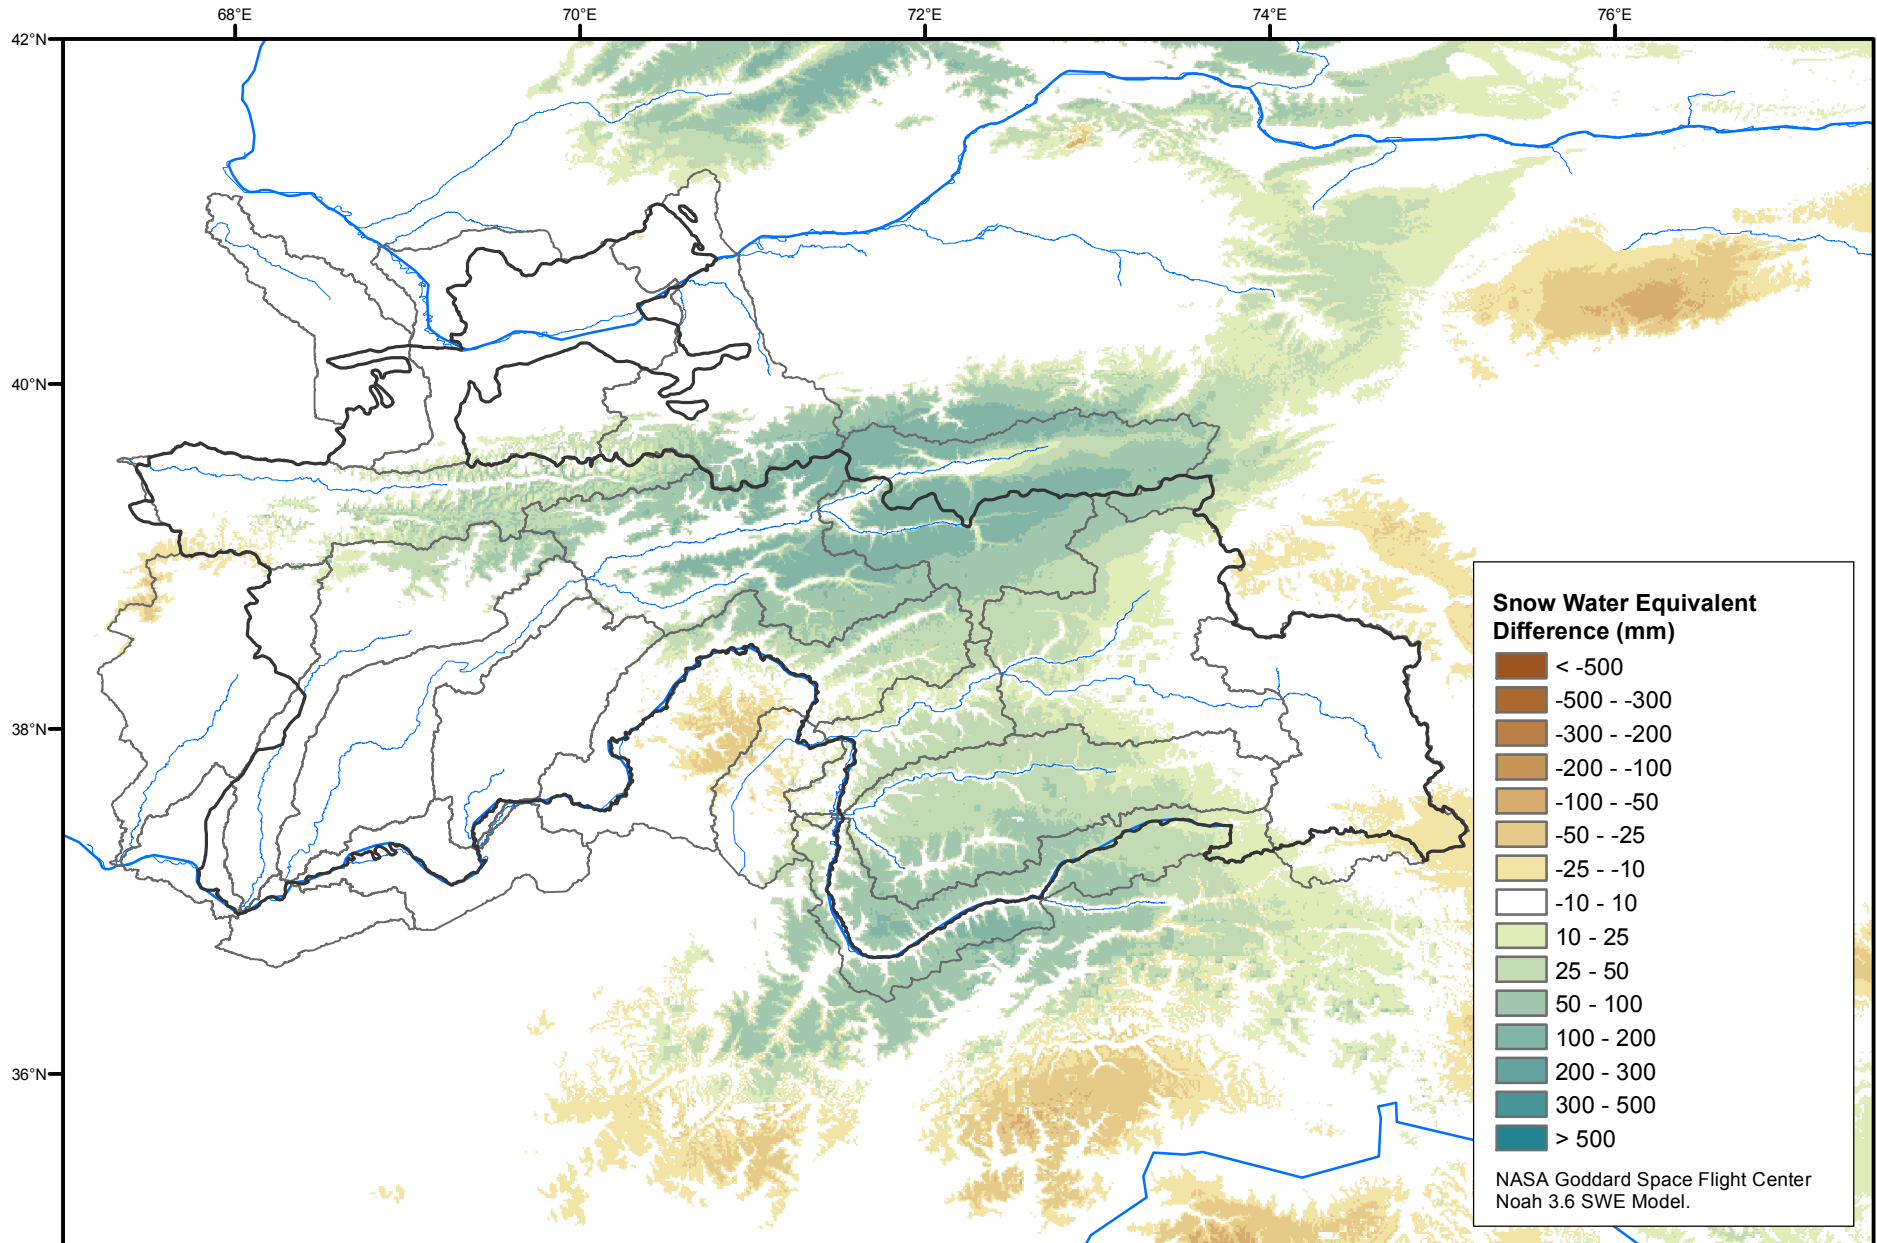 68°E 70°E 72°E 74°E 76°E
42°N
40°N
38°N
36°N
Snow Water Equivalent
Difference (mm)
< -500
-500 - -300
-300 - -200
-200 - -100
-100 - -50
-50 - -25
-25 - -10
-10 - 10
10 - 25
25 - 50
50 - 100
100 - 200
200 - 300
300 - 500
> 500
NASA Goddard Space Flight Center
Noah 3.6 SWE Model.